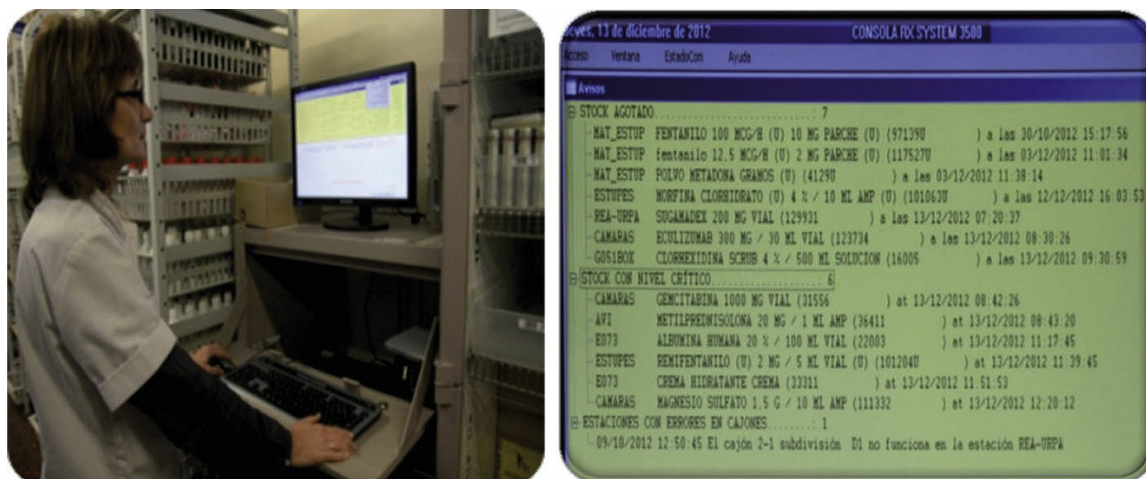 Jueves, 13 de diciembre de 2012 CONSOLA RX SYSTEM 3500
Acceso Ventana EstadoCon Ayuda
Avisos
STOCK AGOTADO..............................: 7
MAT_ESTUP FENTANILO 100 MCG/H (U) 10 MG PARCHE (U) (97139U ) a las 30/10/2012 15:17:56
MAT_ESTUP fentanilo 12,5 MCG/H (U) 2 MG PARCHE (U) (117527U ) a las 03/12/2012 11:01:34
MAT_ESTUP POLVO METADONA GRAMOS (U) (4129U ) a las 03/12/2012 11:38:14
ESTUPES MORFINA CLORHIDRATO (U) 4 % / 10 ML AMP (U) (101063U ) a las 12/12/2012 16:03:53
REA-URPA SUGAMADEX 200 MG VIAL (129931 ) a las 13/12/2012 07:20:37
CAMARAS ECULIZUMAB 300 MG / 30 ML VIAL (123734 ) a las 13/12/2012 08:30:26
G051BOX CLORHEXIDINA SCRUB 4 % / 500 ML SOLUCION (16005 ) a las 13/12/2012 09:30:59
STOCK CON NIVEL CRÍTICO....................: 6
CAMARAS GEMCITABINA 1000 MG VIAL (31556 ) at 13/12/2012 08:42:26
AVI METILPREDNISOLONA 20 MG / 1 ML AMP (36411 ) at 13/12/2012 08:43:20
E073 ALBUMINA HUMANA 20 % / 100 ML VIAL (22003 ) at 13/12/2012 11:17:45
ESTUPES REMIFENTANILO (U) 2 MG / 5 ML VIAL (U) (101204U ) at 13/12/2012 11:39:45
E073 CREMA HIDRATANTE CREMA (33311 ) at 13/12/2012 11:51:53
CAMARAS MAGNESIO SULFATO 1,5 G / 10 ML AMP (111332 ) at 13/12/2012 12:20:12
ESTACIONES CON ERRORES EN CAJONES........: 1
09/10/2012 12:50:45 El cajón 2-1 subdivisión D1 no funciona en la estación REA-URPA